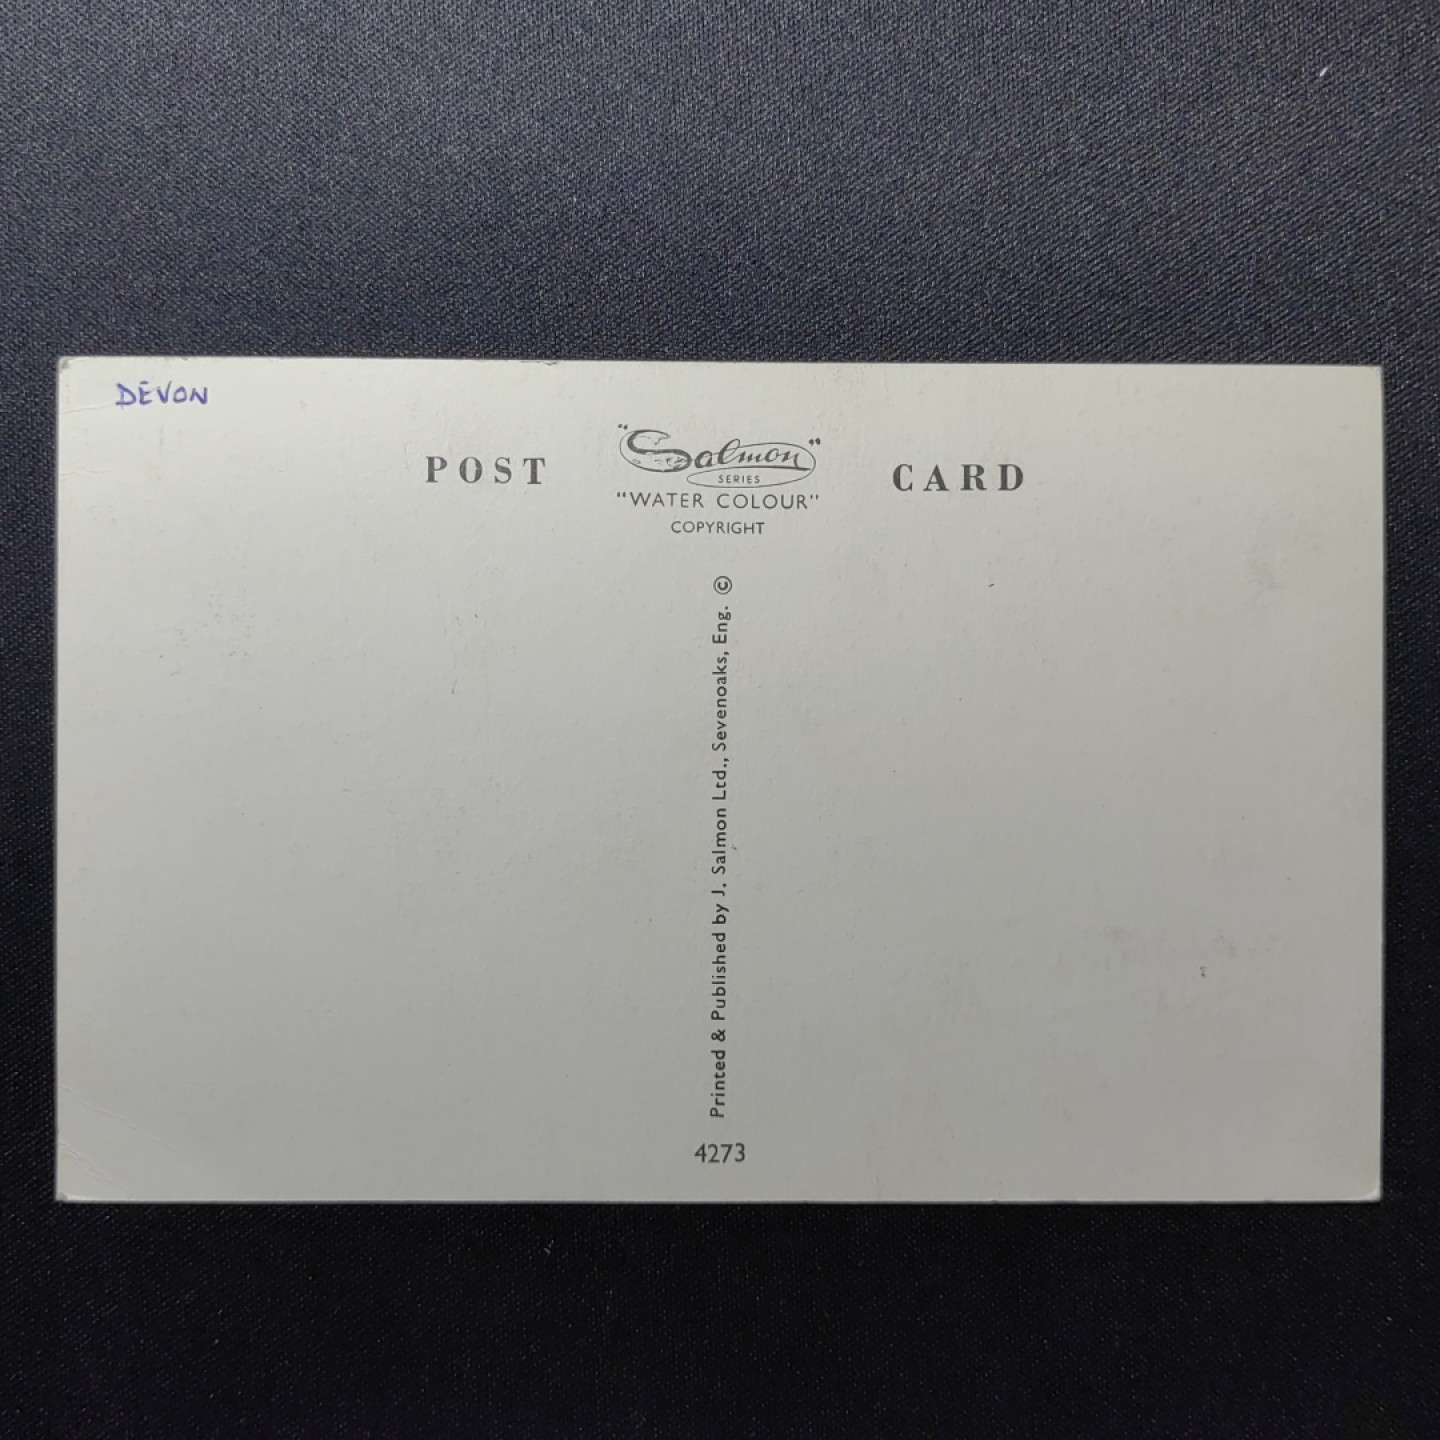 DEVON
POST "Salmon" CARD
SERIES
"WATER COLOUR"
COPYRIGHT
Printed & Published by J. Salmon Ltd., Sevenoaks, Eng. ©
4273